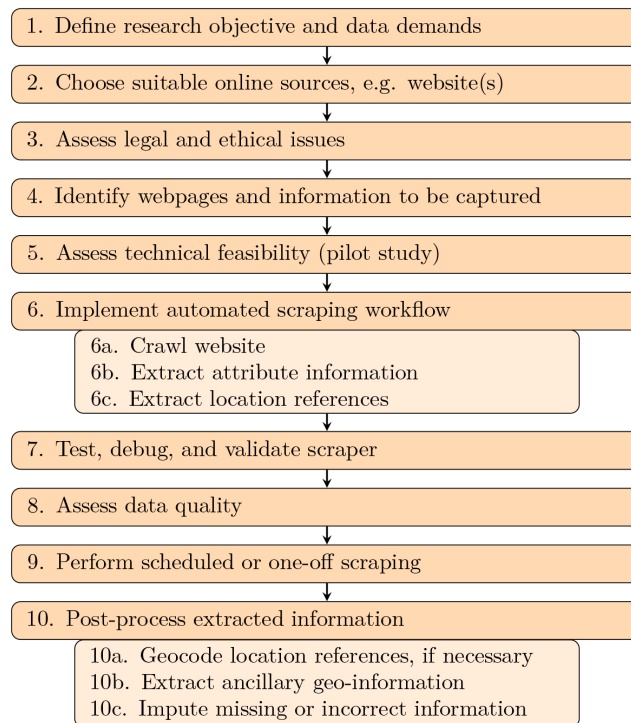 1. Define research objective and data demands
2. Choose suitable online sources, e.g. website(s)
3. Assess legal and ethical issues
4. Identify webpages and information to be captured
5. Assess technical feasibility (pilot study)
6. Implement automated scraping workflow
6a. Crawl website
6b. Extract attribute information
6c. Extract location references
7. Test, debug, and validate scraper
8. Assess data quality
9. Perform scheduled or one-off scraping
10. Post-process extracted information
10a. Geocode location references, if necessary
10b. Extract ancillary geo-information
10c. Impute missing or incorrect information